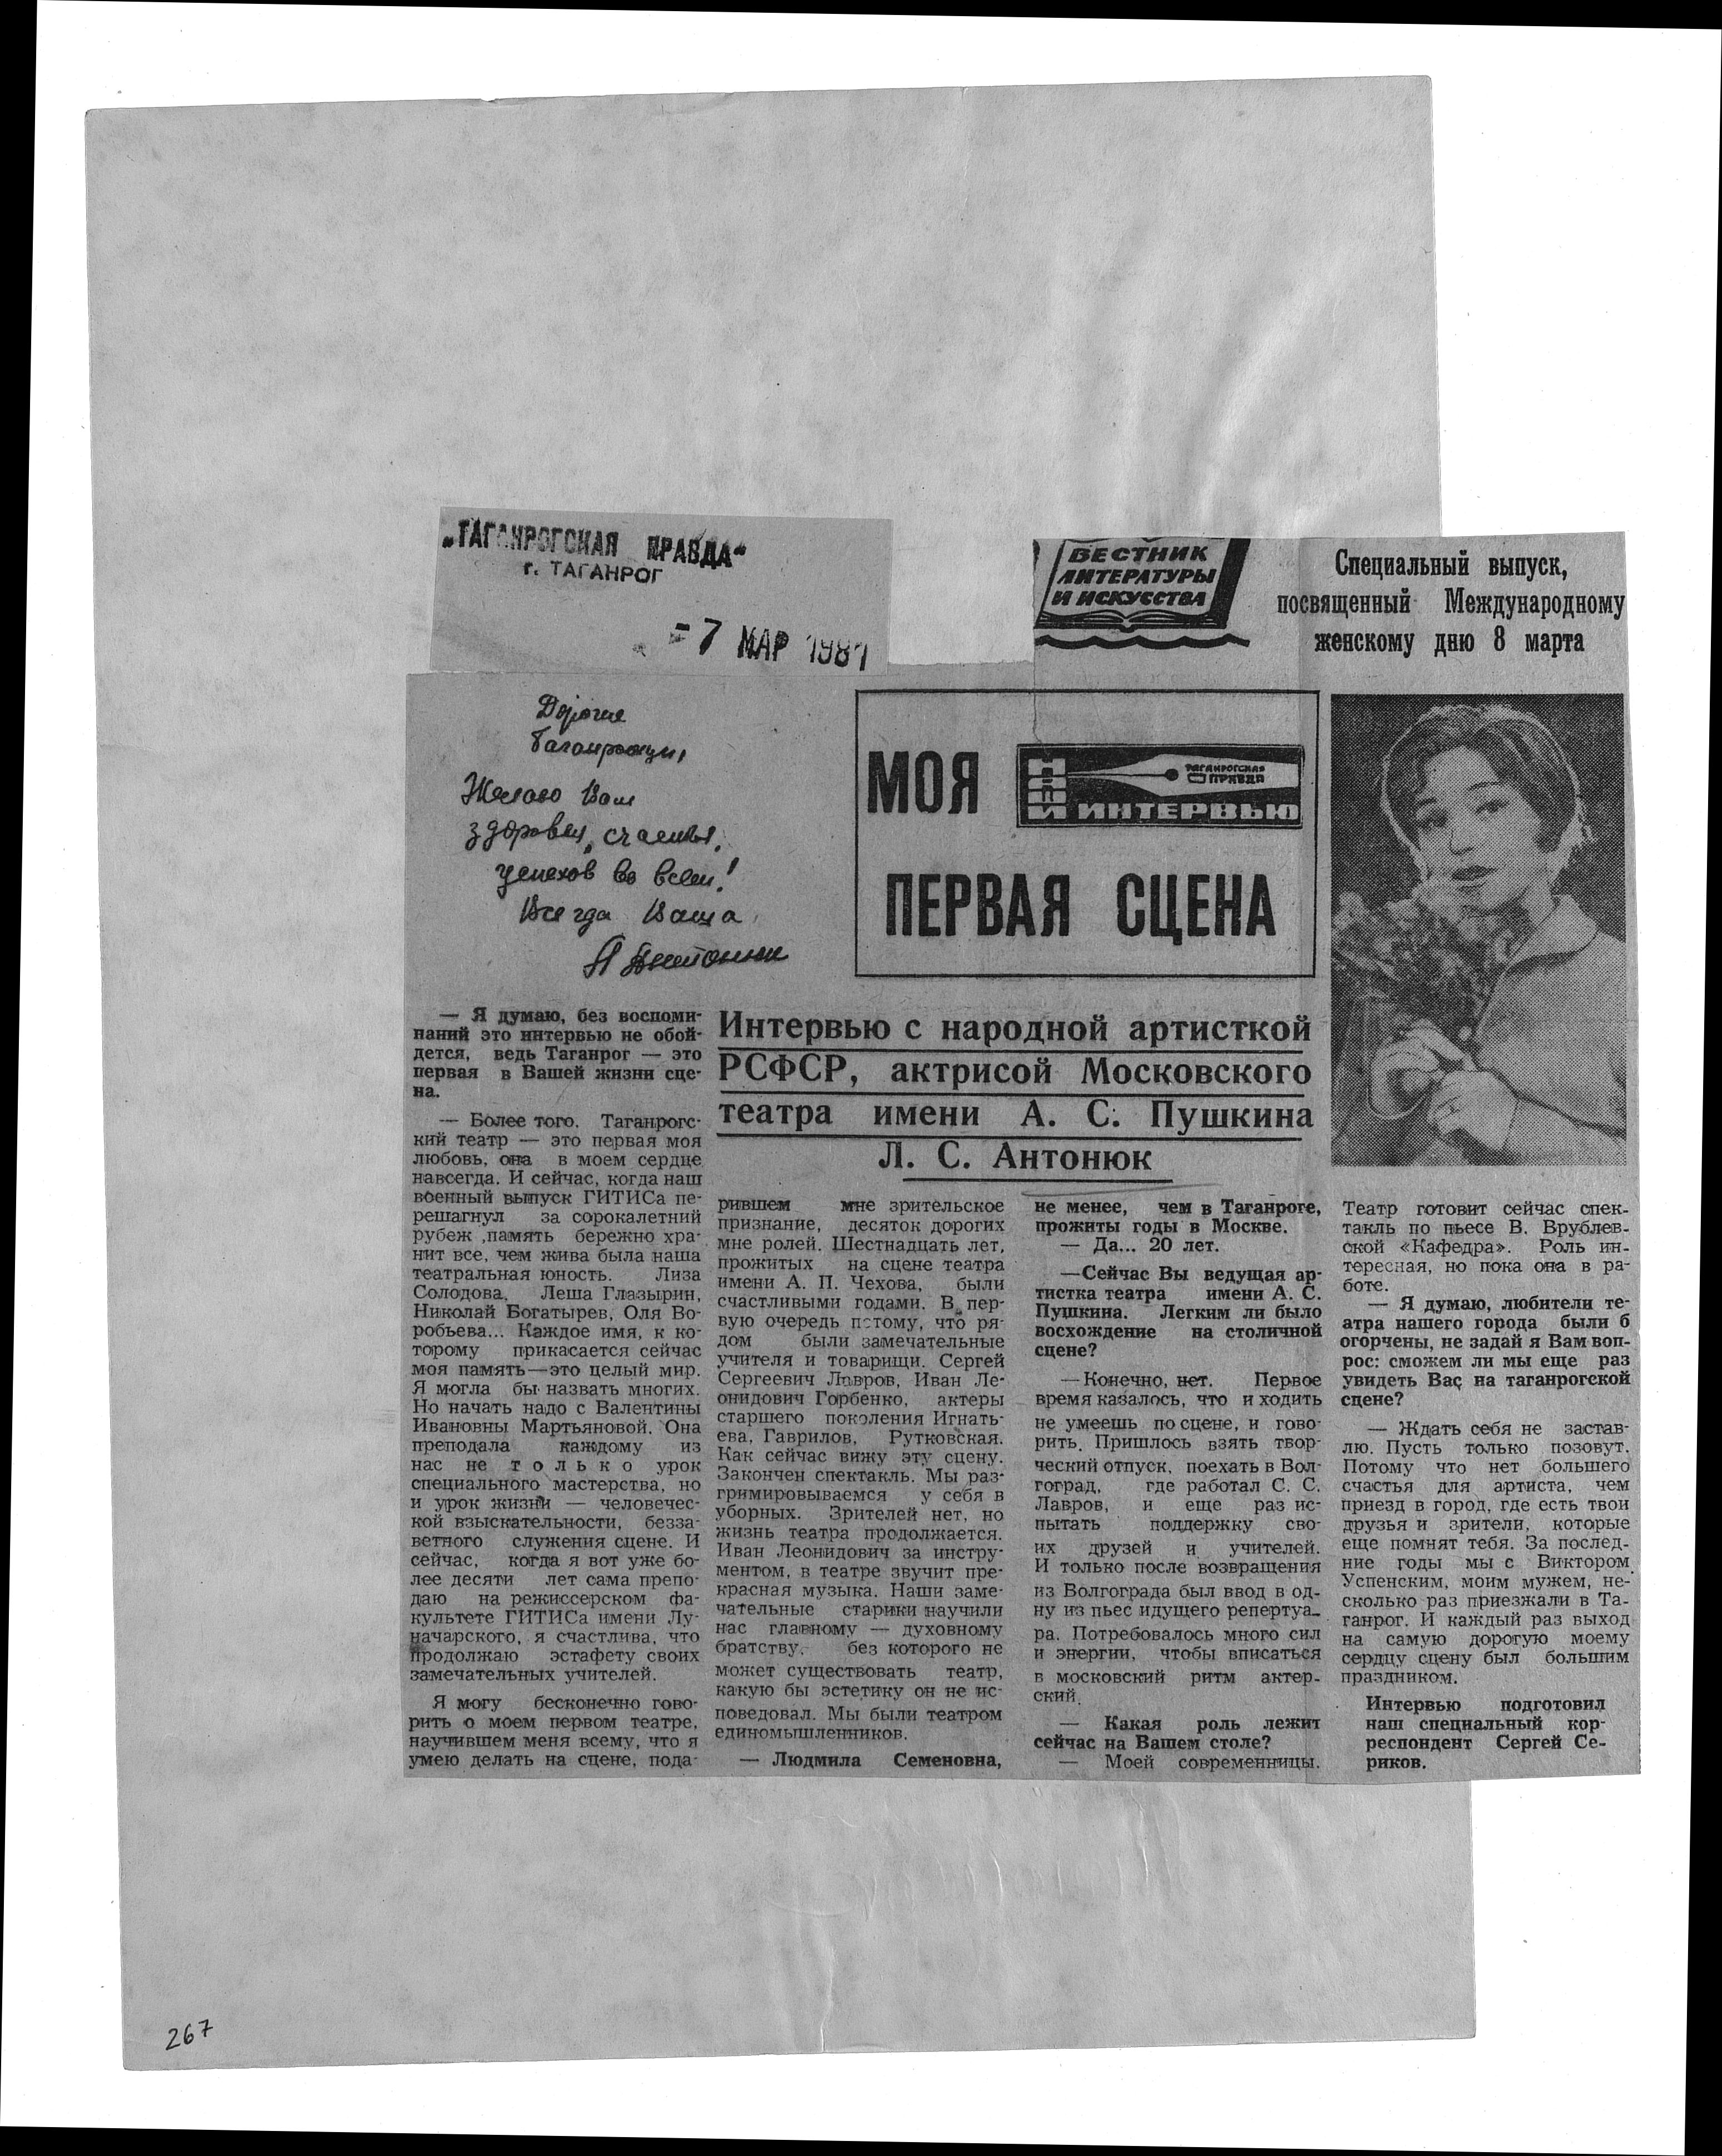 „ТАГАНРОГСКАЯ ПРАВДА“
г. ТАГАНРОГ
-7 МАР 1981
ВЕСТНИК
ЛИТЕРАТУРЫ
И ИСКУССТВА
Специальный выпуск,
посвященный Международному
женскому дню 8 марта
Дорогие
Таганрожцы,
Желаю Вам
здоровья, счастья,
успехов во всем!
Всегда Ваша
Л Антонюк
МОЯ
ТАГАНРОГСКАЯ
ПРАВДА
ИНТЕРВЬЮ
ПЕРВАЯ СЦЕНА
Интервью с народной артисткой
РСФСР, актрисой Московского
театра имени А. С. Пушкина
Л. С. Антонюк
— Я думаю, без воспоми-
наний это интервью не обой-
дется, ведь Таганрог — это
первая в Вашей жизни сце-
на.
— Более того. Таганрогс-
кий театр — это первая моя
любовь, она в моем сердце
навсегда. И сейчас, когда наш
военный выпуск ГИТИСа пе-
решагнул за сорокалетний
рубеж ,память бережно хра-
нит все, чем жива была наша
театральная юность. Лиза
Солодова, Леша Глазырин,
Николай Богатырев, Оля Во-
робьева... Каждое имя, к ко-
торому прикасается сейчас
моя память—это целый мир.
Я могла бы назвать многих.
Но начать надо с Валентины
Ивановны Мартьяновой. Она
преподала каждому из
нас не только урок
специального мастерства, но
и урок жизни — человечес-
кой взыскательности, безза-
ветного служения сцене. И
сейчас, когда я вот уже бо-
лее десяти лет сама препо-
даю на режиссерском фа-
культете ГИТИСа имени Лу-
начарского, я счастлива, что
продолжаю эстафету своих
замечательных учителей.
Я могу бесконечно гово-
рить о моем первом театре,
научившем меня всему, что я
умею делать на сцене, пода-
рившем мне зрительское
признание, десяток дорогих
мне ролей. Шестнадцать лет,
прожитых на сцене театра
имени А. П. Чехова, были
счастливыми годами. В пер-
вую очередь потому, что ря-
дом были замечательные
учителя и товарищи. Сергей
Сергеевич Лавров, Иван Ле-
онидович Горбенко, актеры
старшего поколения Игнать-
ева, Гаврилов, Рутковская.
Как сейчас вижу эту сцену.
Закончен спектакль. Мы раз-
гримировываемся у себя в
уборных. Зрителей нет, но
жизнь театра продолжается.
Иван Леонидович за инстру-
ментом, в театре звучит пре-
красная музыка. Наши заме-
чательные старики научили
нас главному — духовному
братству, без которого не
может существовать театр,
какую бы эстетику он не ис-
поведовал. Мы были театром
единомышленников.
— Людмила Семеновна,
не менее, чем в Таганроге,
прожиты годы в Москве.
— Да... 20 лет.
—Сейчас Вы ведущая ар-
тистка театра имени А. С.
Пушкина. Легким ли было
восхождение на столичной
сцене?
—Конечно, нет. Первое
время казалось, что и ходить
не умеешь по сцене, и гово-
рить. Пришлось взять твор-
ческий отпуск, поехать в Вол-
гоград, где работал С. С.
Лавров, и еще раз ис-
пытать поддержку сво-
их друзей и учителей.
И только после возвращения
из Волгограда был ввод в од-
ну из пьес идущего репертуа-
ра. Потребовалось много сил
и энергии, чтобы вписаться
в московский ритм актер-
ский.
— Какая роль лежит
сейчас на Вашем столе?
— Моей современницы.
Театр готовит сейчас спек-
такль по пьесе В. Врублев-
ской «Кафедра». Роль ин-
тересная, но пока она в ра-
боте.
— Я думаю, любители те-
атра нашего города были б
огорчены, не задай я Вам воп-
рос: сможем ли мы еще раз
увидеть Вас на таганрогской
сцене?
— Ждать себя не застав-
лю. Пусть только позовут.
Потому что нет большего
счастья для артиста, чем
приезд в город, где есть твои
друзья и зрители, которые
еще помнят тебя. За послед-
ние годы мы с Виктором
Успенским, моим мужем, не-
сколько раз приезжали в Та-
ганрог. И каждый раз выход
на самую дорогую моему
сердцу сцену был большим
праздником.
Интервью подготовил
наш специальный кор-
респондент Сергей Се-
риков.
267